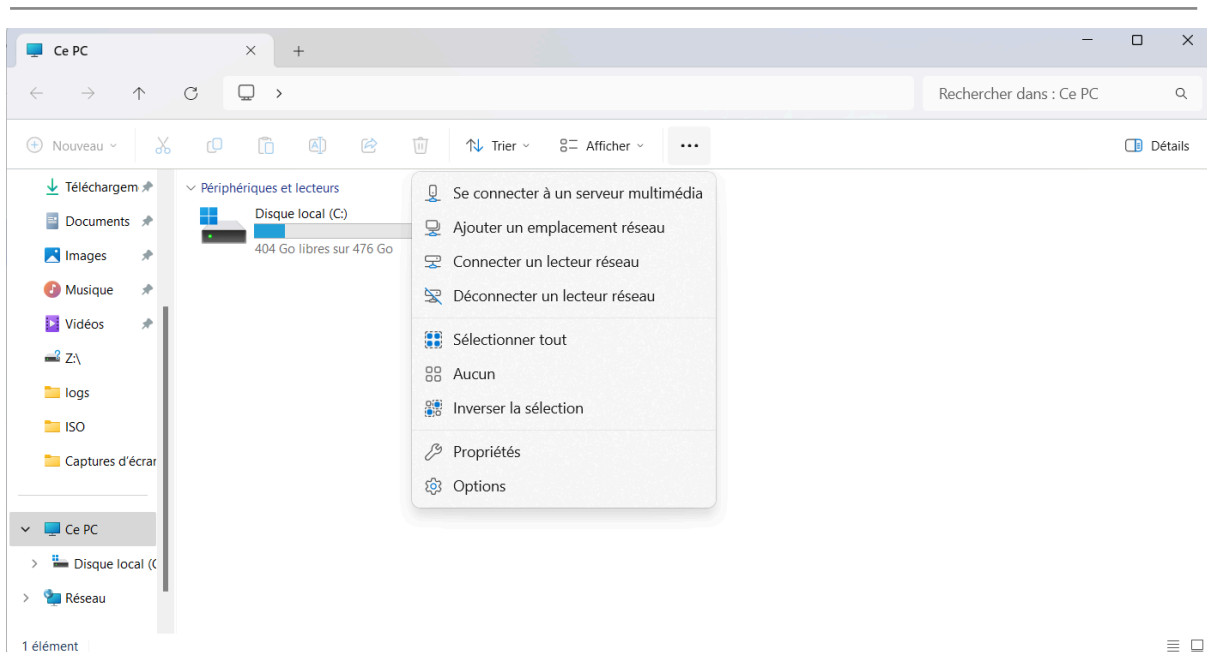 Ce PC
Rechercher dans : Ce PC
Nouveau
Trier
Afficher
Détails
Téléchargem
Documents
Images
Musique
Vidéos
Z:\
logs
ISO
Captures d'écrar
Ce PC
Disque local (C
Réseau
Périphériques et lecteurs
Disque local (C:)
404 Go libres sur 476 Go
Se connecter à un serveur multimédia
Ajouter un emplacement réseau
Connecter un lecteur réseau
Déconnecter un lecteur réseau
Sélectionner tout
Aucun
Inverser la sélection
Propriétés
Options
1 élément